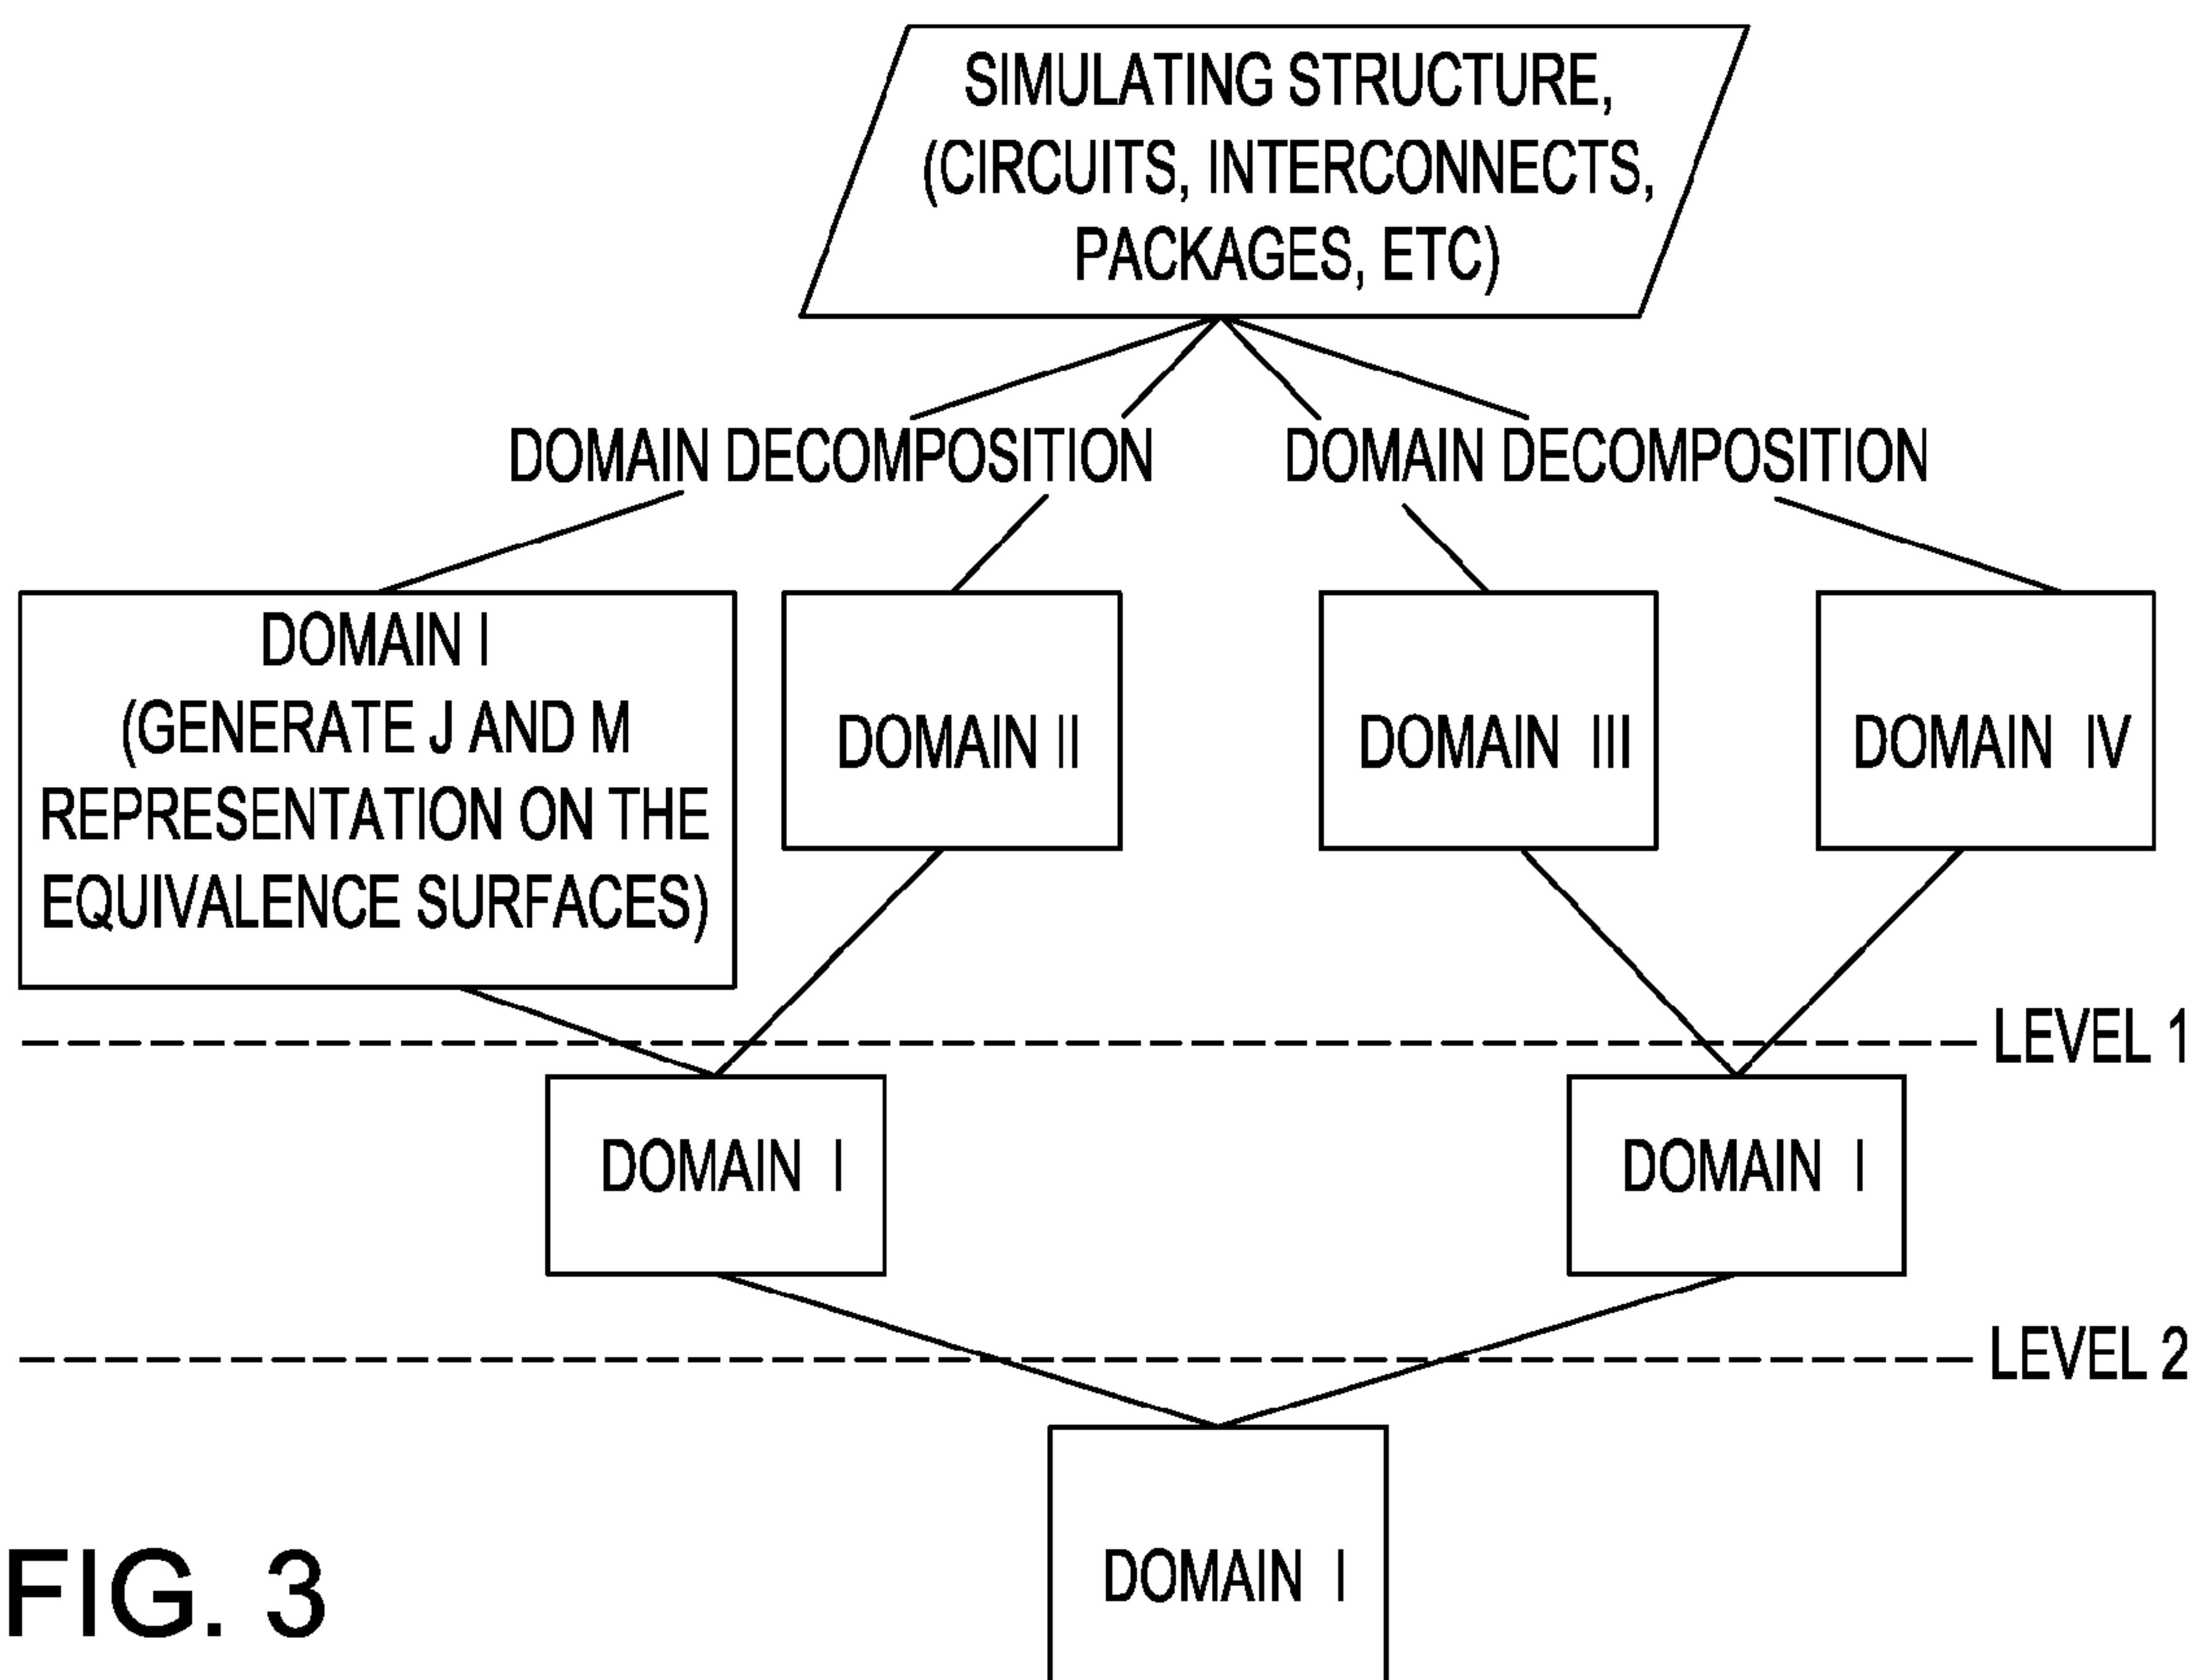 SIMULATING STRUCTURE,
(CIRCUITS, INTERCONNECTS,
PACKAGES, ETC)
DOMAIN DECOMPOSITION
DOMAIN DECOMPOSITION
DOMAIN I
(GENERATE J AND M
REPRESENTATION ON THE
EQUIVALENCE SURFACES)
DOMAIN II
DOMAIN III
DOMAIN IV
LEVEL 1
DOMAIN I
DOMAIN I
LEVEL 2
DOMAIN I
FIG. 3